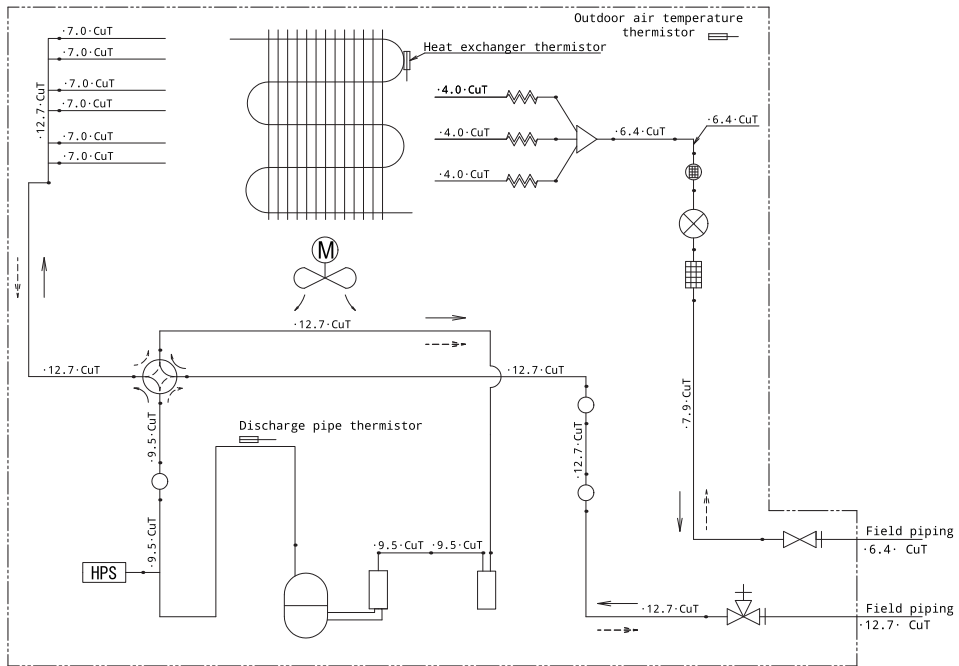 Outdoor air temperature
thermistor
·7.0·CuT
·7.0·CuT
·7.0·CuT
·7.0·CuT
·7.0·CuT
·7.0·CuT
·12.7·CuT
Heat exchanger thermistor
·4.0·CuT
·4.0·CuT
·4.0·CuT
·6.4·CuT
·6.4·CuT
M
·12.7·CuT
·12.7·CuT
·12.7·CuT
·7.9·CuT
·9.5·CuT
Discharge pipe thermistor
·12.7·CuT
·9.5·CuT
·9.5·CuT
·9.5·CuT
HPS
Field piping
·6.4· CuT
·12.7·CuT
Field piping
·12.7· CuT